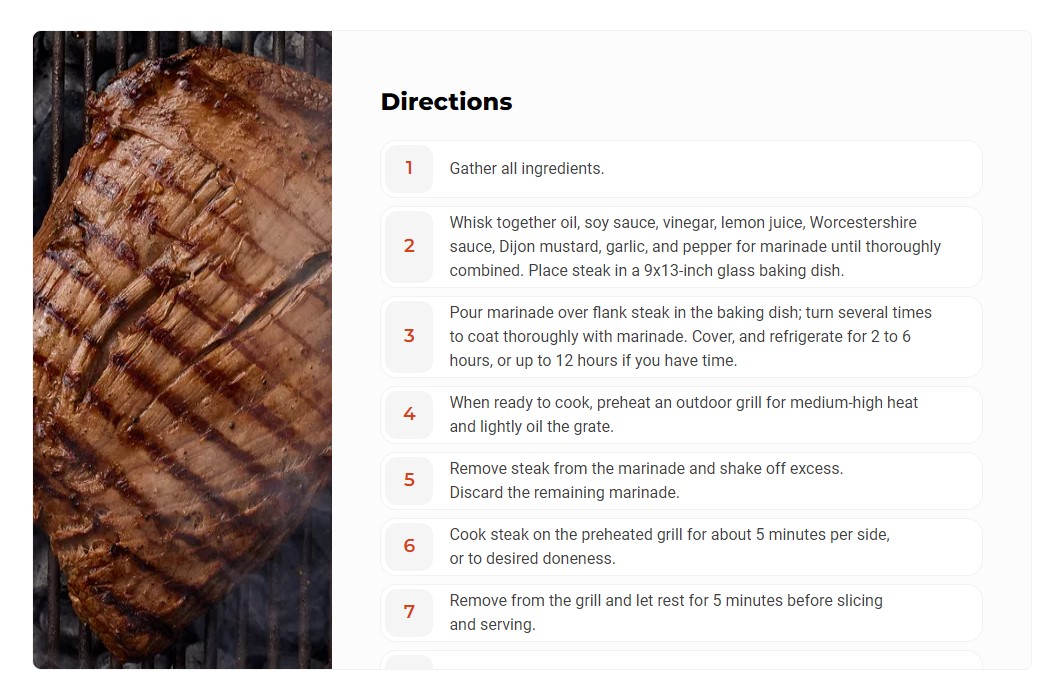 Directions
1
Gather all ingredients.
2
Whisk together oil, soy sauce, vinegar, lemon juice, Worcestershire
sauce, Dijon mustard, garlic, and pepper for marinade until thoroughly
combined. Place steak in a 9x13-inch glass baking dish.
3
Pour marinade over flank steak in the baking dish; turn several times
to coat thoroughly with marinade. Cover, and refrigerate for 2 to 6
hours, or up to 12 hours if you have time.
4
When ready to cook, preheat an outdoor grill for medium-high heat
and lightly oil the grate.
5
Remove steak from the marinade and shake off excess.
Discard the remaining marinade.
6
Cook steak on the preheated grill for about 5 minutes per side,
or to desired doneness.
7
Remove from the grill and let rest for 5 minutes before slicing
and serving.